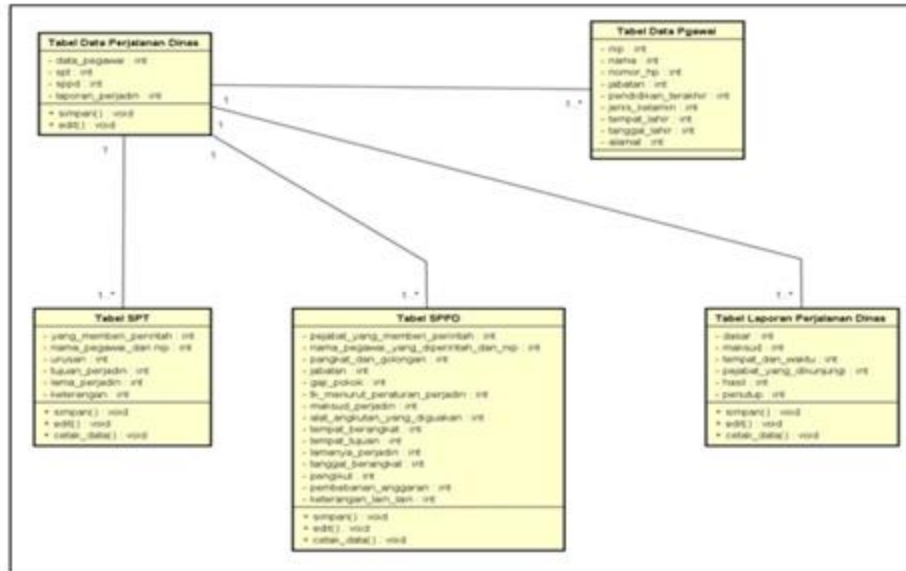 Tabel Data Perjalanan Dinas
- data_pegawai : int
- spt : int
- sppd : int
- laporan_perjadin : int
+ simpan() : void
+ edit() : void
Tabel Data Pgawai
- nip : int
- nama : int
- nomor_hp : int
- jabatan : int
- pendidikan_terakhir : int
- jenis_kelamin : int
- tempat_lahir : int
- tanggal_lahir : int
- alamat : int
1
1..*
1
1
1
1..*
1..*
1..*
Tabel SPT
- yang_memberi_perintah : int
- nama_pegawai_dan nip : int
- urusan : int
- tujuan_perjadin : int
- lama_perjadin : int
- keterangan : int
+ simpan() : void
+ edit() : void
+ cetak_data() : void
Tabel SPPD
- pejabat_yang_memberi_perintah : int
- nama_pegawai_yang_diperintah_dan_nip : int
- pangkat_dan_golongan : int
- jabatan : int
- gaji_pokok : int
- tk_menurut_peraturan_perjadin : int
- maksud_perjadin : int
- alat_angkutan_yang_diguakan : int
- tempat_berangkat : int
- tempat_tujuan : int
- lamanya_perjadin : int
- tanggal_berangkat : int
- pengikut : int
- pembebanan_anggaran : int
- keterangan_lain_lain : int
+ simpan() : void
+ edit() : void
+ cetak_data() : void
Tabel Laporan Perjalanan Dinas
- dasar : int
- maksud : int
- tempat_dan_waktu : int
- pejabat_yang_dikunjungi : int
- hasil : int
- penutup : int
+ simpan() : void
+ edit() : void
+ cetak_data() : void